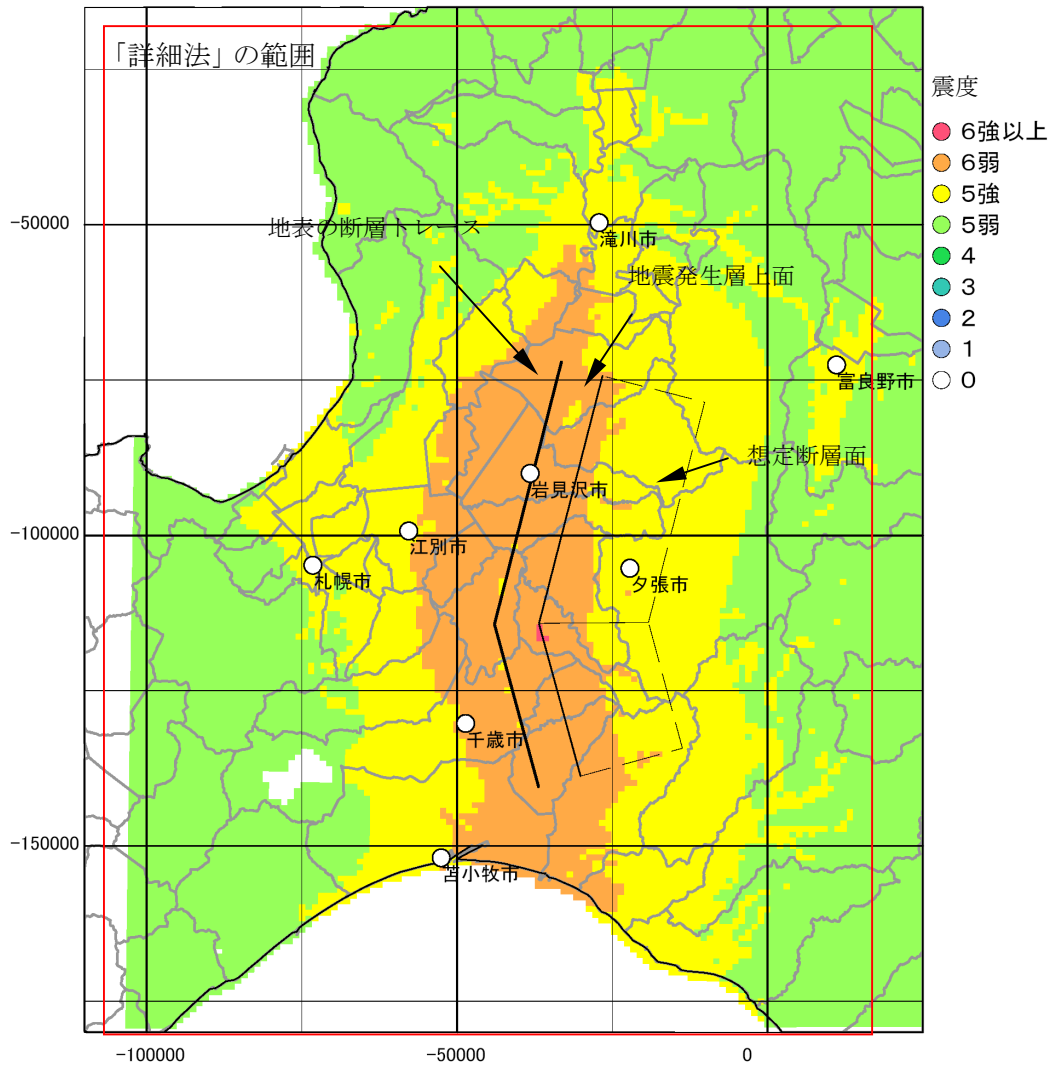 「詳細法」の範囲
震度
6強以上
6弱
5強
5弱
4
3
2
1
0
-50000
地表の断層トレース
滝川市
地震発生層上面
富良野市
想定断層面
岩見沢市
-100000
江別市
札幌市
夕張市
千歳市
-150000
苫小牧市
-100000
-50000
0